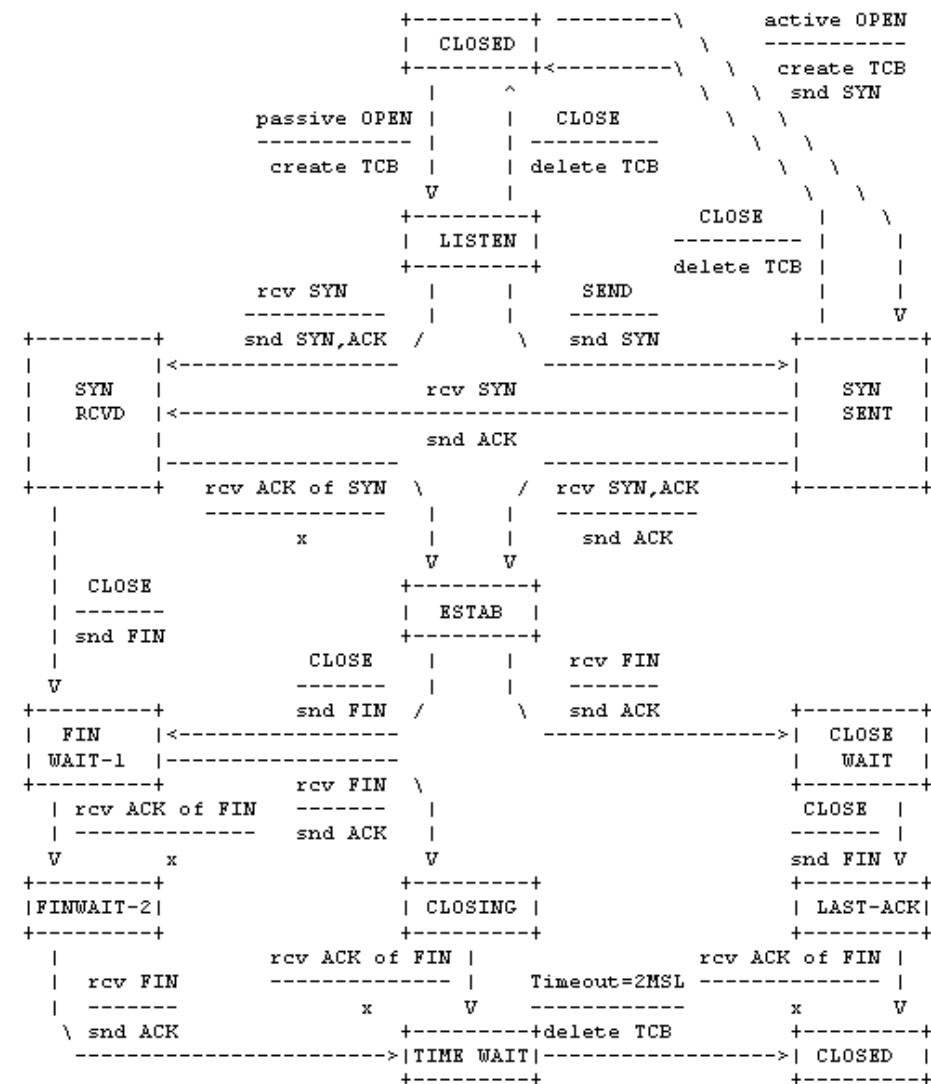 +---------+ ---------\      active OPEN
|  CLOSED |            \    -----------
+---------+<---------\   \   create TCB
|     ^              \   \  snd SYN
passive OPEN |     |   CLOSE        \   \
------------ |     | ----------       \   \
create TCB  |     | delete TCB         \   \
V     |                      \   \
+---------+            CLOSE    |    \
|  LISTEN |          ---------- |     |
+---------+          delete TCB |     |
rcv SYN      |     |     SEND              |     |
-----------   |     |    -------            |     V
+---------+      snd SYN,ACK  /       \   snd SYN          +---------+
|         |<-----------------           ------------------>|         |
|   SYN   |                    rcv SYN                     |   SYN   |
|   RCVD  |<-----------------------------------------------|   SENT  |
|         |                    snd ACK                     |         |
|         |------------------           -------------------|         |
+---------+   rcv ACK of SYN  \       /  rcv SYN,ACK       +---------+
|           --------------   |     |   -----------
|                  x         |     |     snd ACK
|                            V     V
|  CLOSE                   +---------+
| -------                  |  ESTAB  |
| snd FIN                  +---------+
|                   CLOSE    |     |    rcv FIN
V                  -------   |     |    -------
+---------+          snd FIN  /       \   snd ACK          +---------+
|  FIN    |<-----------------           ------------------>|  CLOSE  |
| WAIT-1  |------------------                              |   WAIT  |
+---------+          rcv FIN  \                            +---------+
| rcv ACK of FIN   -------   |                            CLOSE  |
| --------------   snd ACK   |                           ------- |
V        x                   V                           snd FIN V
+---------+                  +---------+                   +---------+
|FINWAIT-2|                  | CLOSING |                   | LAST-ACK|
+---------+                  +---------+                   +---------+
|                rcv ACK of FIN |                 rcv ACK of FIN |
|  rcv FIN       -------------- |    Timeout=2MSL -------------- |
|  -------              x       V    ------------        x       V
\ snd ACK                 +---------+delete TCB         +---------+
------------------------>|TIME WAIT|------------------>| CLOSED  |
+---------+                   +---------+